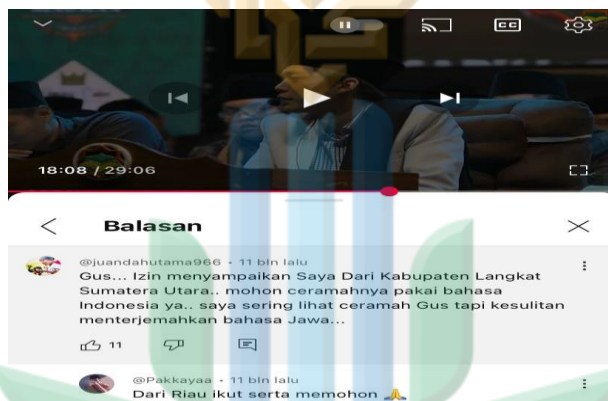 CC
18:08 / 29:06
Balasan
@juandahutama966 • 11 bln lalu
Gus... Izin menyampaikan Saya Dari Kabupaten Langkat
Sumatera Utara.. mohon ceramahnya pakai bahasa
Indonesia ya.. saya sering lihat ceramah Gus tapi kesulitan
menterjemahkan bahasa Jawa...
11
@Pakkayaa • 11 bln lalu
Dari Riau ikut serta memohon 🙏